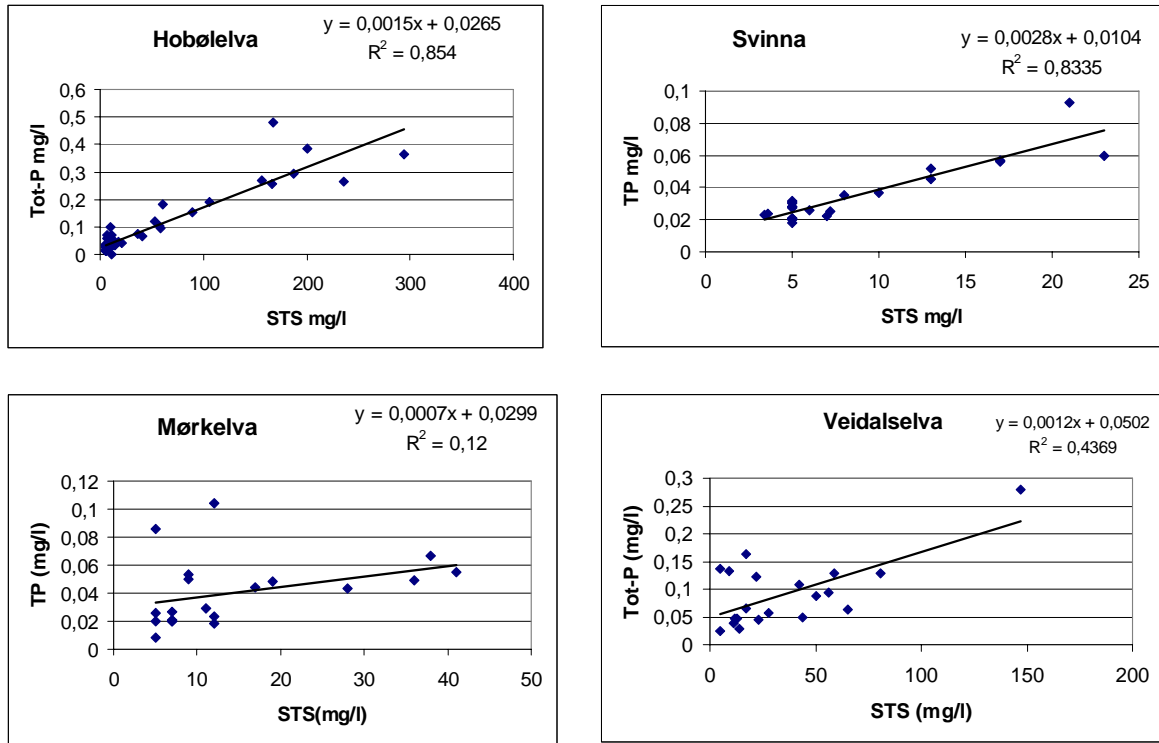 Hobølelva
y = 0,0015x + 0,0265
R² = 0,854
0,6
0,5
0,4
0,3
0,2
0,1
0
Tot-P mg/l
0 100 200 300 400
STS mg/l
Svinna
y = 0,0028x + 0,0104
R² = 0,8335
0,1
0,08
0,06
0,04
0,02
0
TP mg/l
0 5 10 15 20 25
STS mg/l
Mørkelva
y = 0,0007x + 0,0299
R² = 0,12
0,12
0,1
0,08
0,06
0,04
0,02
0
TP (mg/l)
0 10 20 30 40 50
STS(mg/l)
Veidalselva
y = 0,0012x + 0,0502
R² = 0,4369
0,3
0,25
0,2
0,15
0,1
0,05
0
Tot-P (mg/l)
0 50 100 150 200
STS (mg/l)